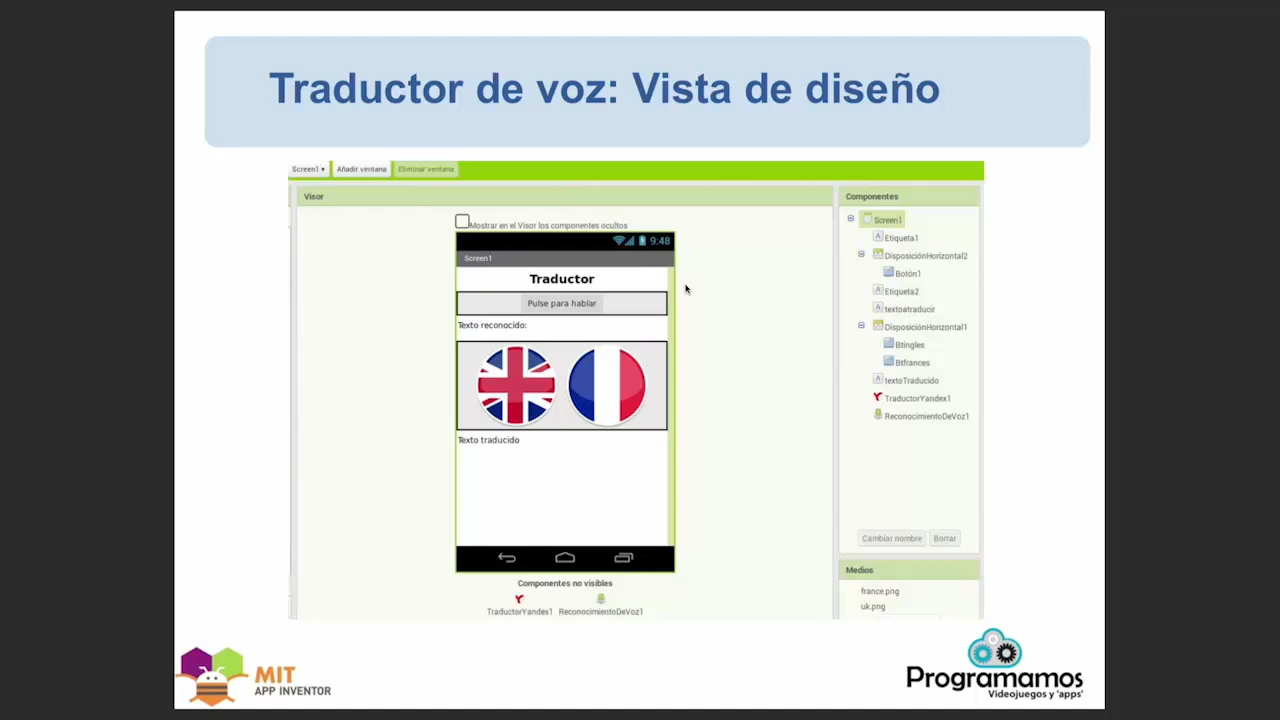 Traductor de voz: Vista de diseño
Screen1 ▾ Añadir ventana Eliminar ventana
Visor
Mostrar en el Visor los componentes ocultos
9:48
Screen1
Traductor
Pulse para hablar
Texto reconocido:
Texto traducido
Componentes no visibles
TraductorYandex1 ReconocimientoDeVoz1
Componentes
Screen1
Etiqueta1
DisposiciónHorizontal2
Botón1
Etiqueta2
textoatraducir
DisposiciónHorizontal1
Btingles
Btfrances
textoTraducido
TraductorYandex1
ReconocimientoDeVoz1
Cambiar nombre Borrar
Medios
france.png
uk.png
MIT
APP INVENTOR
Programamos
Videojuegos y 'apps'